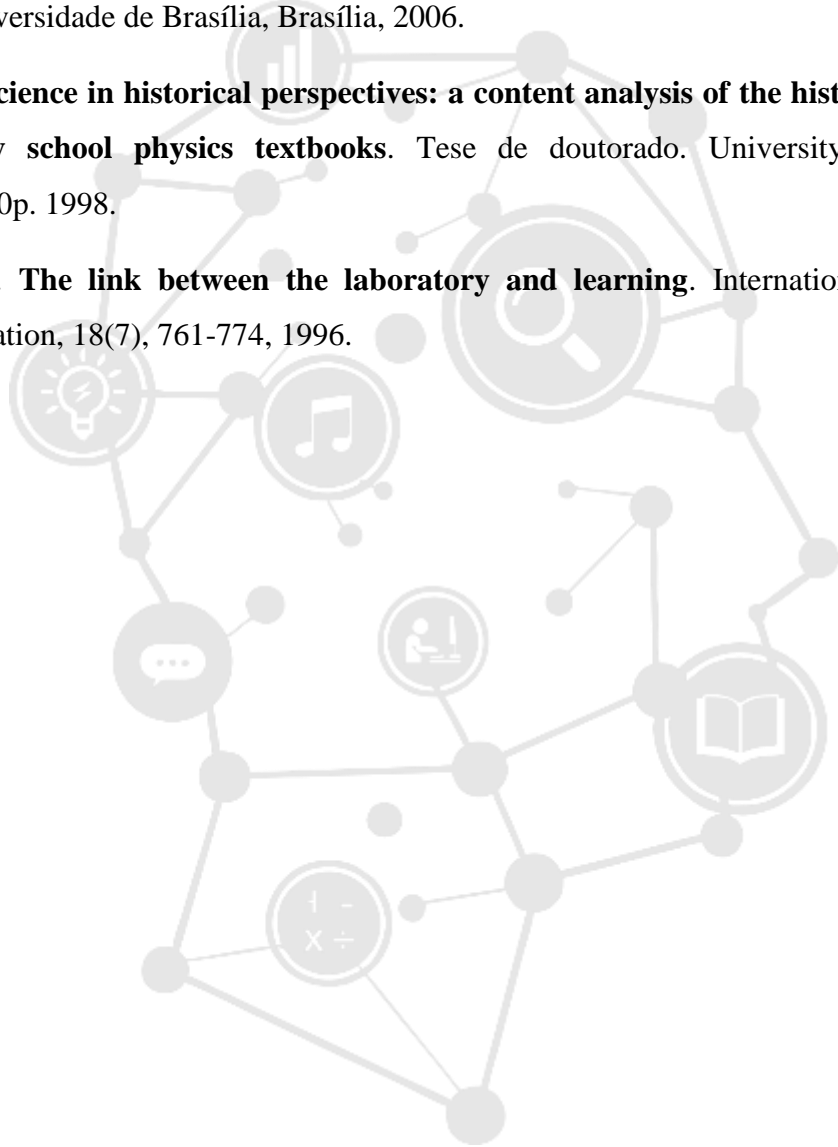 versidade de Brasília, Brasília, 2006.
cience in historical perspectives: a content analysis of the hist
y school physics textbooks. Tese de doutorado. University
0p. 1998.
. The link between the laboratory and learning. Internation
ation, 18(7), 761-774, 1996.